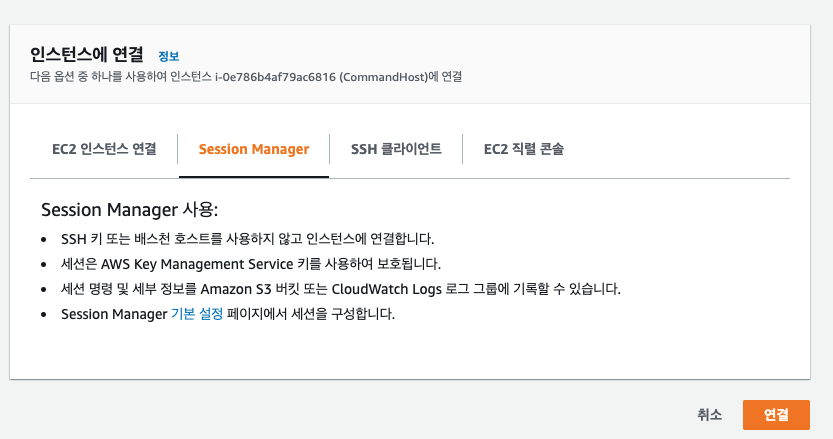 인스턴스에 연결 정보
다음 옵션 중 하나를 사용하여 인스턴스 i-0e786b4af79ac6816 (CommandHost)에 연결
EC2 인스턴스 연결 Session Manager SSH 클라이언트 EC2 직렬 콘솔
Session Manager 사용:
• SSH 키 또는 배스천 호스트를 사용하지 않고 인스턴스에 연결합니다.
• 세션은 AWS Key Management Service 키를 사용하여 보호됩니다.
• 세션 명령 및 세부 정보를 Amazon S3 버킷 또는 CloudWatch Logs 로그 그룹에 기록할 수 있습니다.
• Session Manager 기본 설정 페이지에서 세션을 구성합니다.
취소 연결